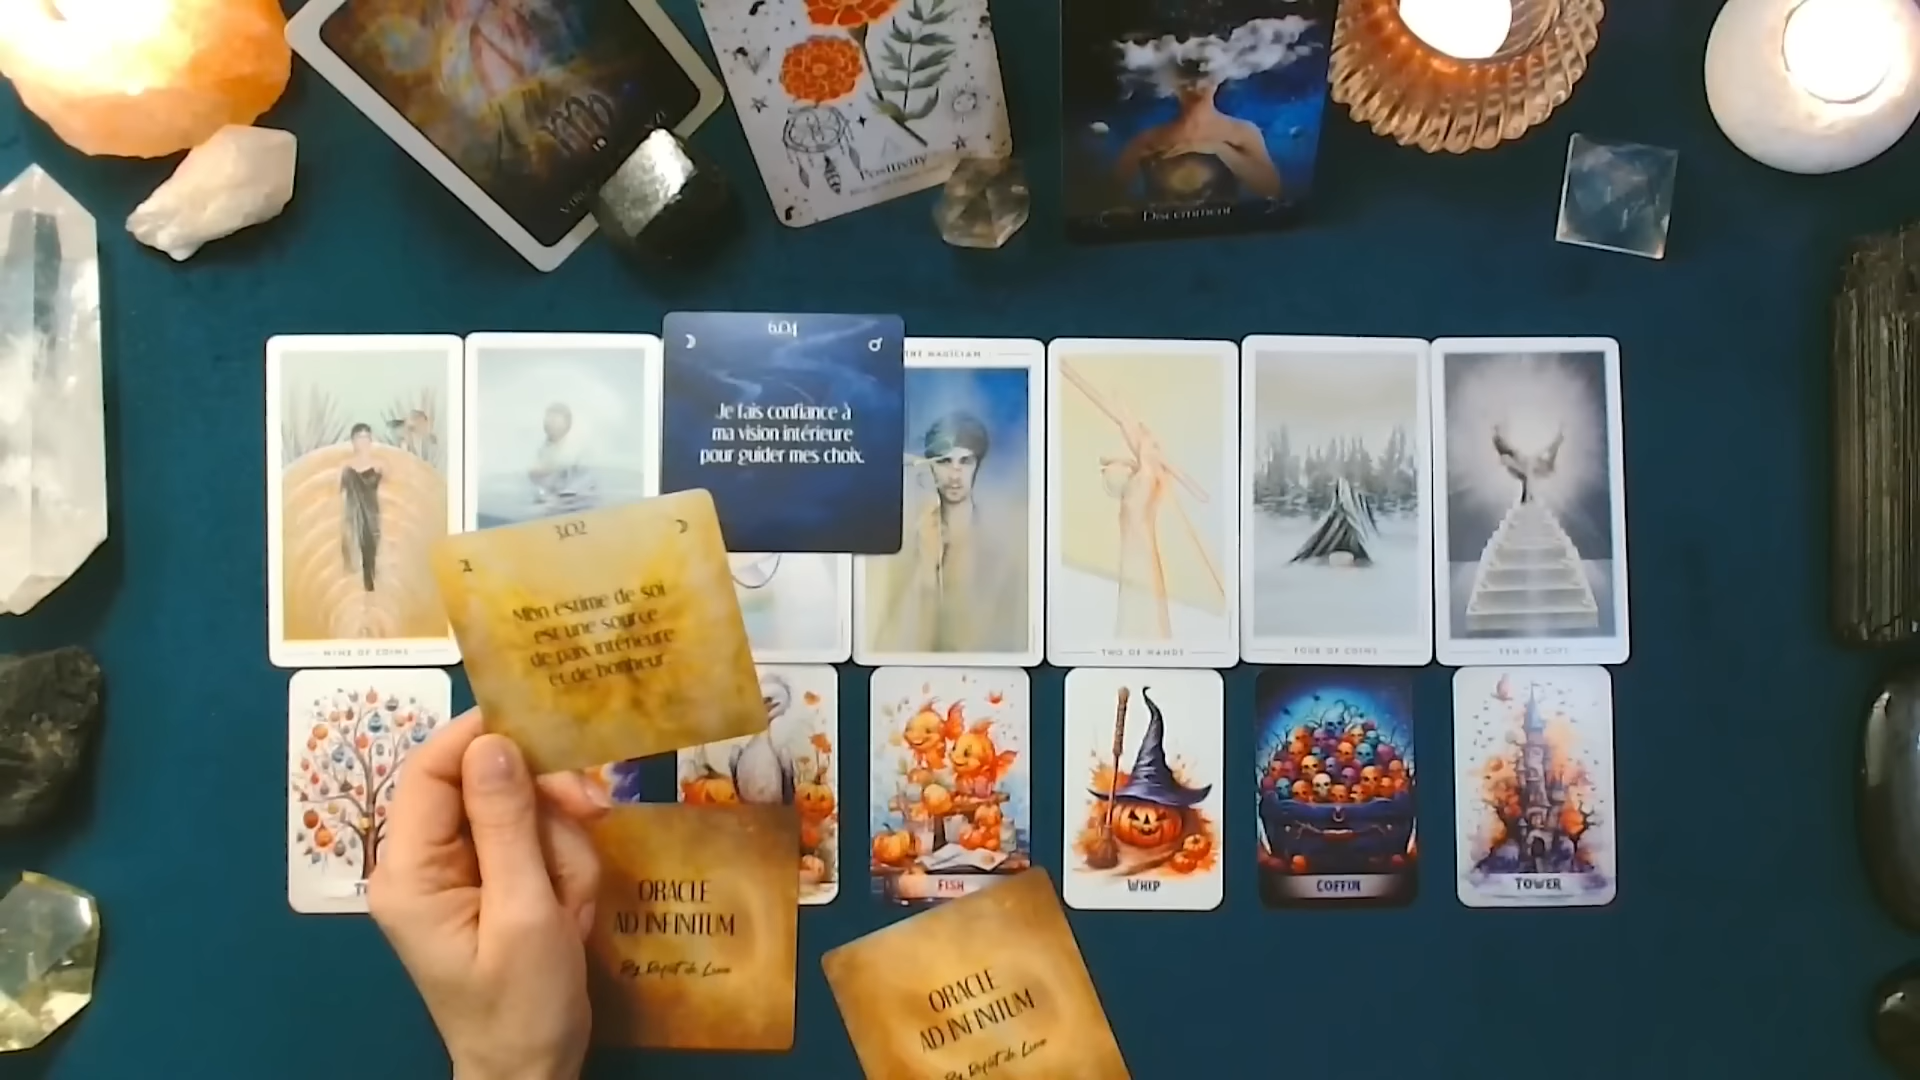 Positivity
Discernment
THE MAGICIAN
6.04
Je fais confiance à
ma vision intérieure
pour guider mes choix.
3.02
Mon estime de soi
est une source
de paix intérieure
et de bonheur.
NINE OF COINS
TWO OF WANDS
FOUR OF COINS
TEN OF CUPS
FISH
WHIP
COFFIN
TOWER
ORACLE
AD INFINITUM
ORACLE
AD INFINITUM